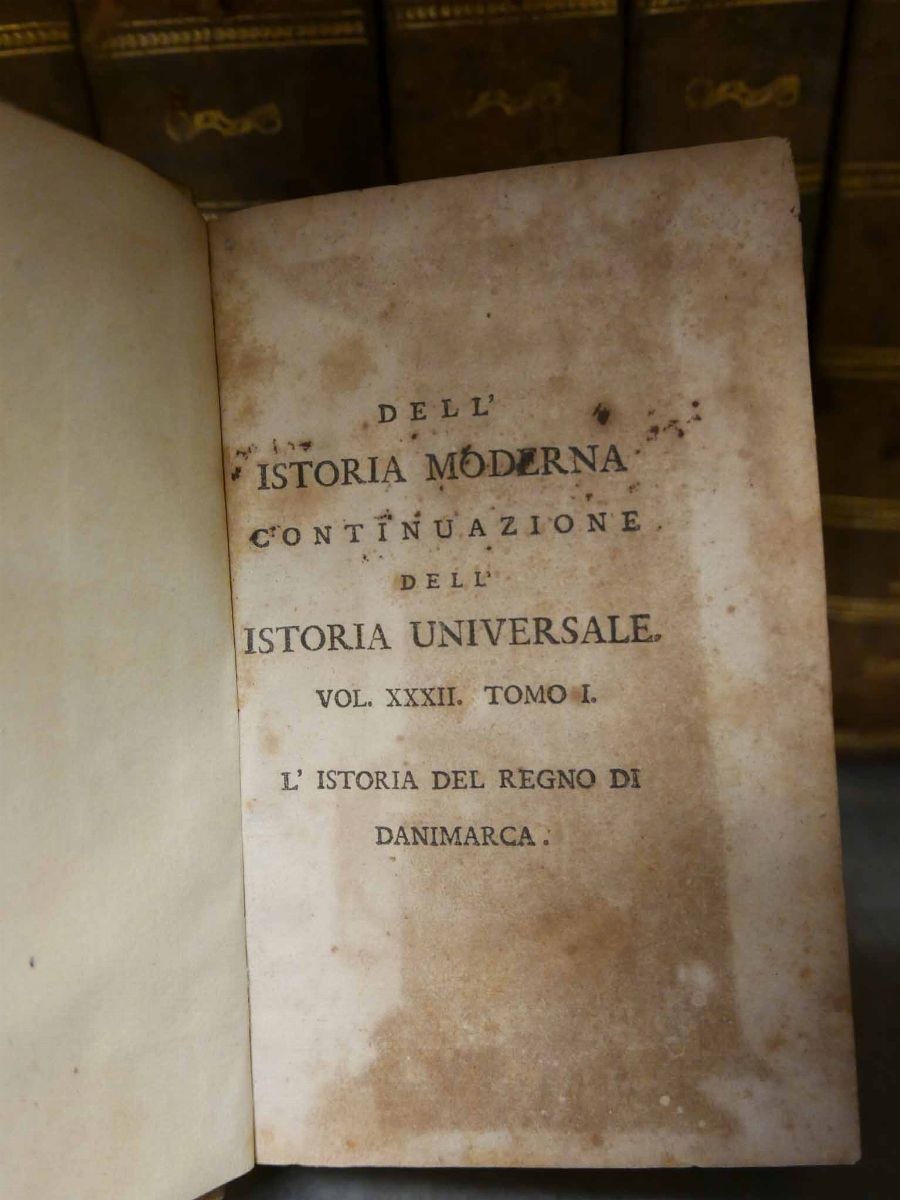 DELL'
ISTORIA MODERNA
CONTINUAZIONE
DELL'
ISTORIA UNIVERSALE.
VOL. XXXII. TOMO I.
L' ISTORIA DEL REGNO DI
DANIMARCA.